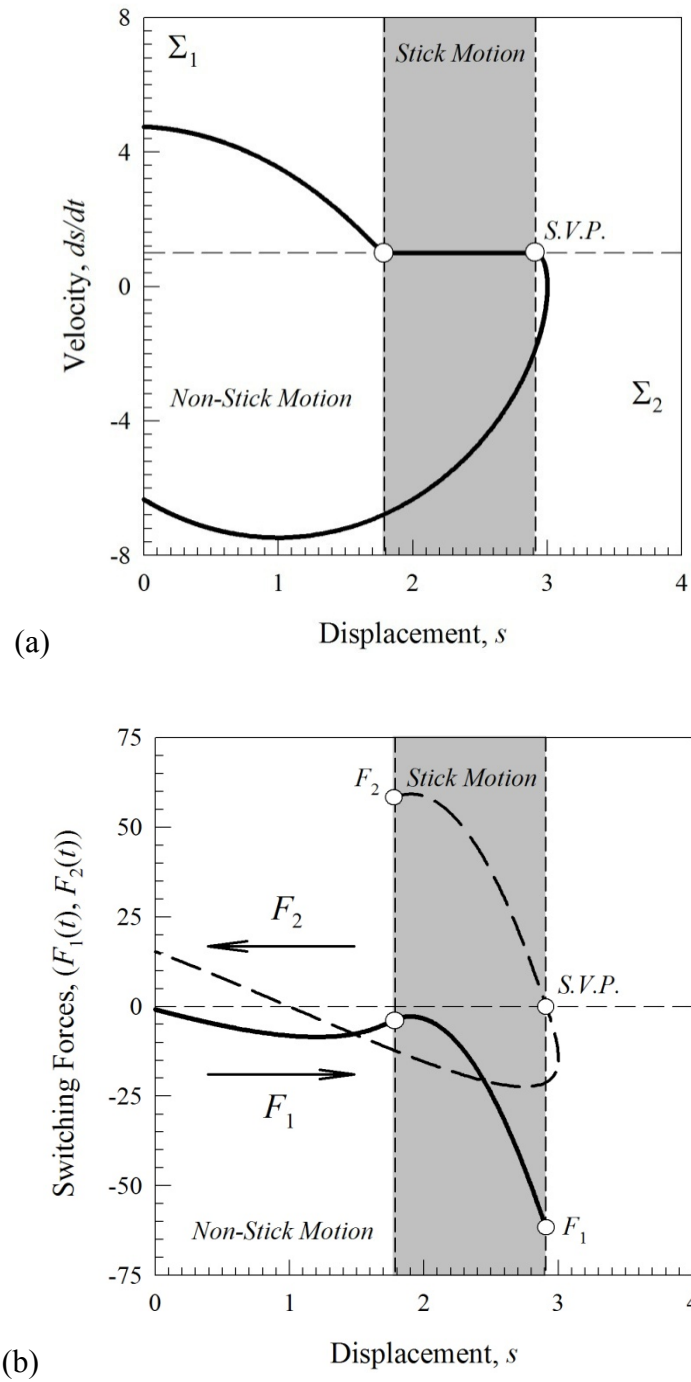 8
4
0
-4
-8
Velocity, ds/dt
Σ1
Stick Motion
S.V.P.
Non-Stick Motion
Σ2
0 1 2 3 4
Displacement, s
(a)
75
50
25
0
-25
-50
-75
Switching Forces, (F1(t), F2(t))
F2
Stick Motion
F2
S.V.P.
F1
Non-Stick Motion
F1
0 1 2 3 4
Displacement, s
(b)